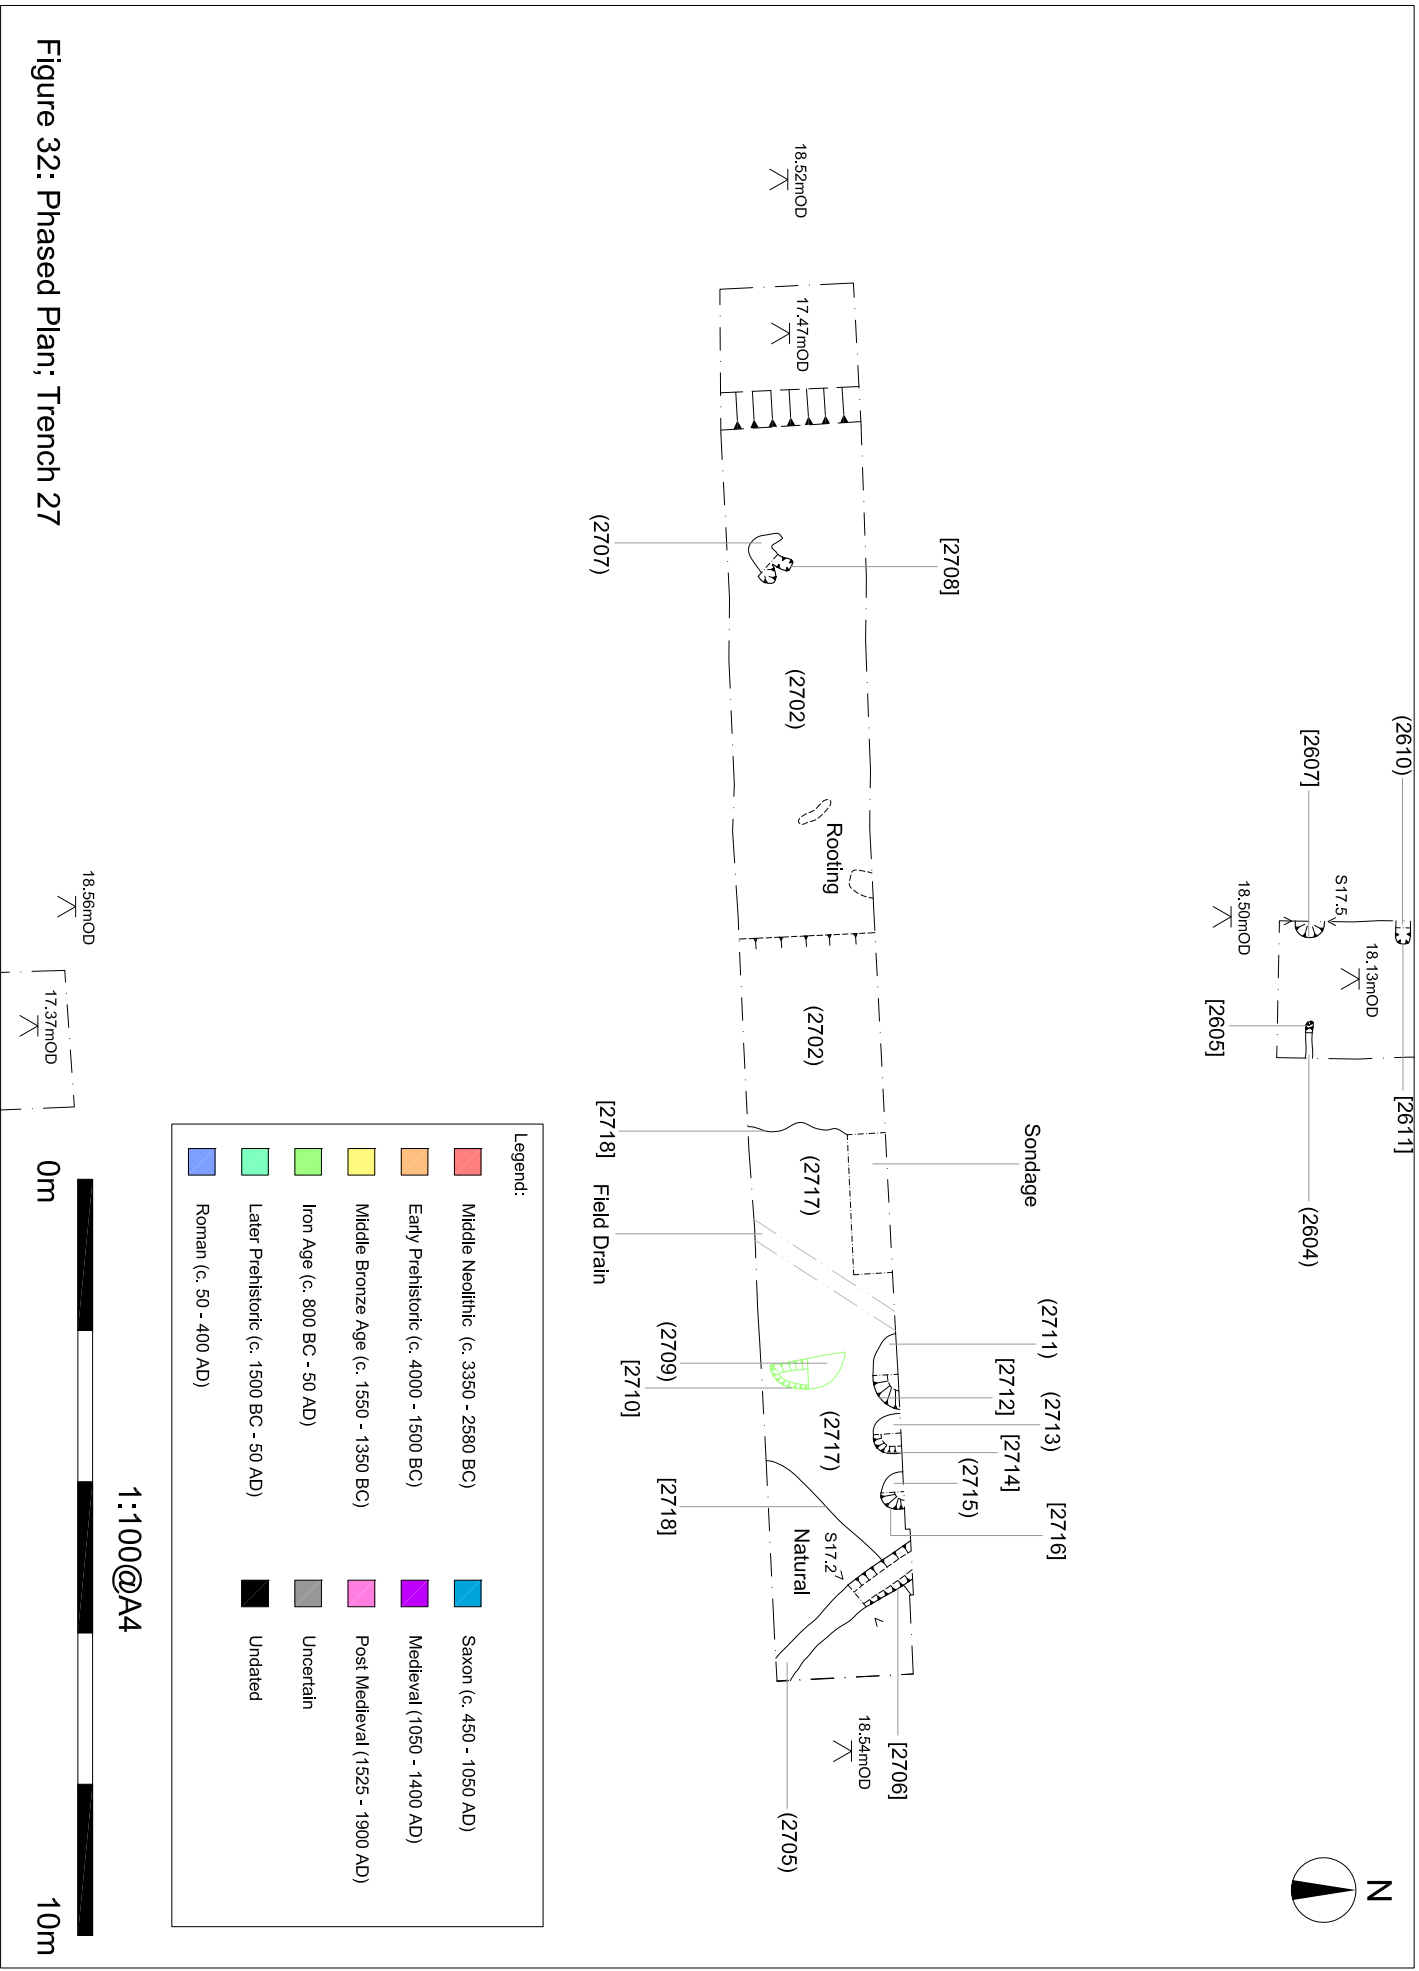 (2610)
[2611]
[2607]
S17.5
18.13mOD
(2604)
18.50mOD
[2605]
N
Sondage
(2711)
[2712]
(2713)
[2714]
(2715)
[2716]
[2708]
[2706]
18.54mOD
18.52mOD
17.47mOD
(2702)
Rooting
(2702)
(2717)
(2717)
S17.2
Natural
(2705)
(2707)
[2718]
Field Drain
(2709)
[2710]
[2718]
Legend:
Middle Neolithic (c. 3350 - 2580 BC)
Early Prehistoric (c. 4000 - 1500 BC)
Middle Bronze Age (c. 1550 - 1350 BC)
Iron Age (c. 800 BC - 50 AD)
Later Prehistoric (c. 1500 BC - 50 AD)
Roman (c. 50 - 400 AD)
Saxon (c. 450 - 1050 AD)
Medieval (1050 - 1400 AD)
Post Medieval (1525 - 1900 AD)
Uncertain
Undated
18.56mOD
17.37mOD
1:100@A4
0m
10m
Figure 32: Phased Plan; Trench 27